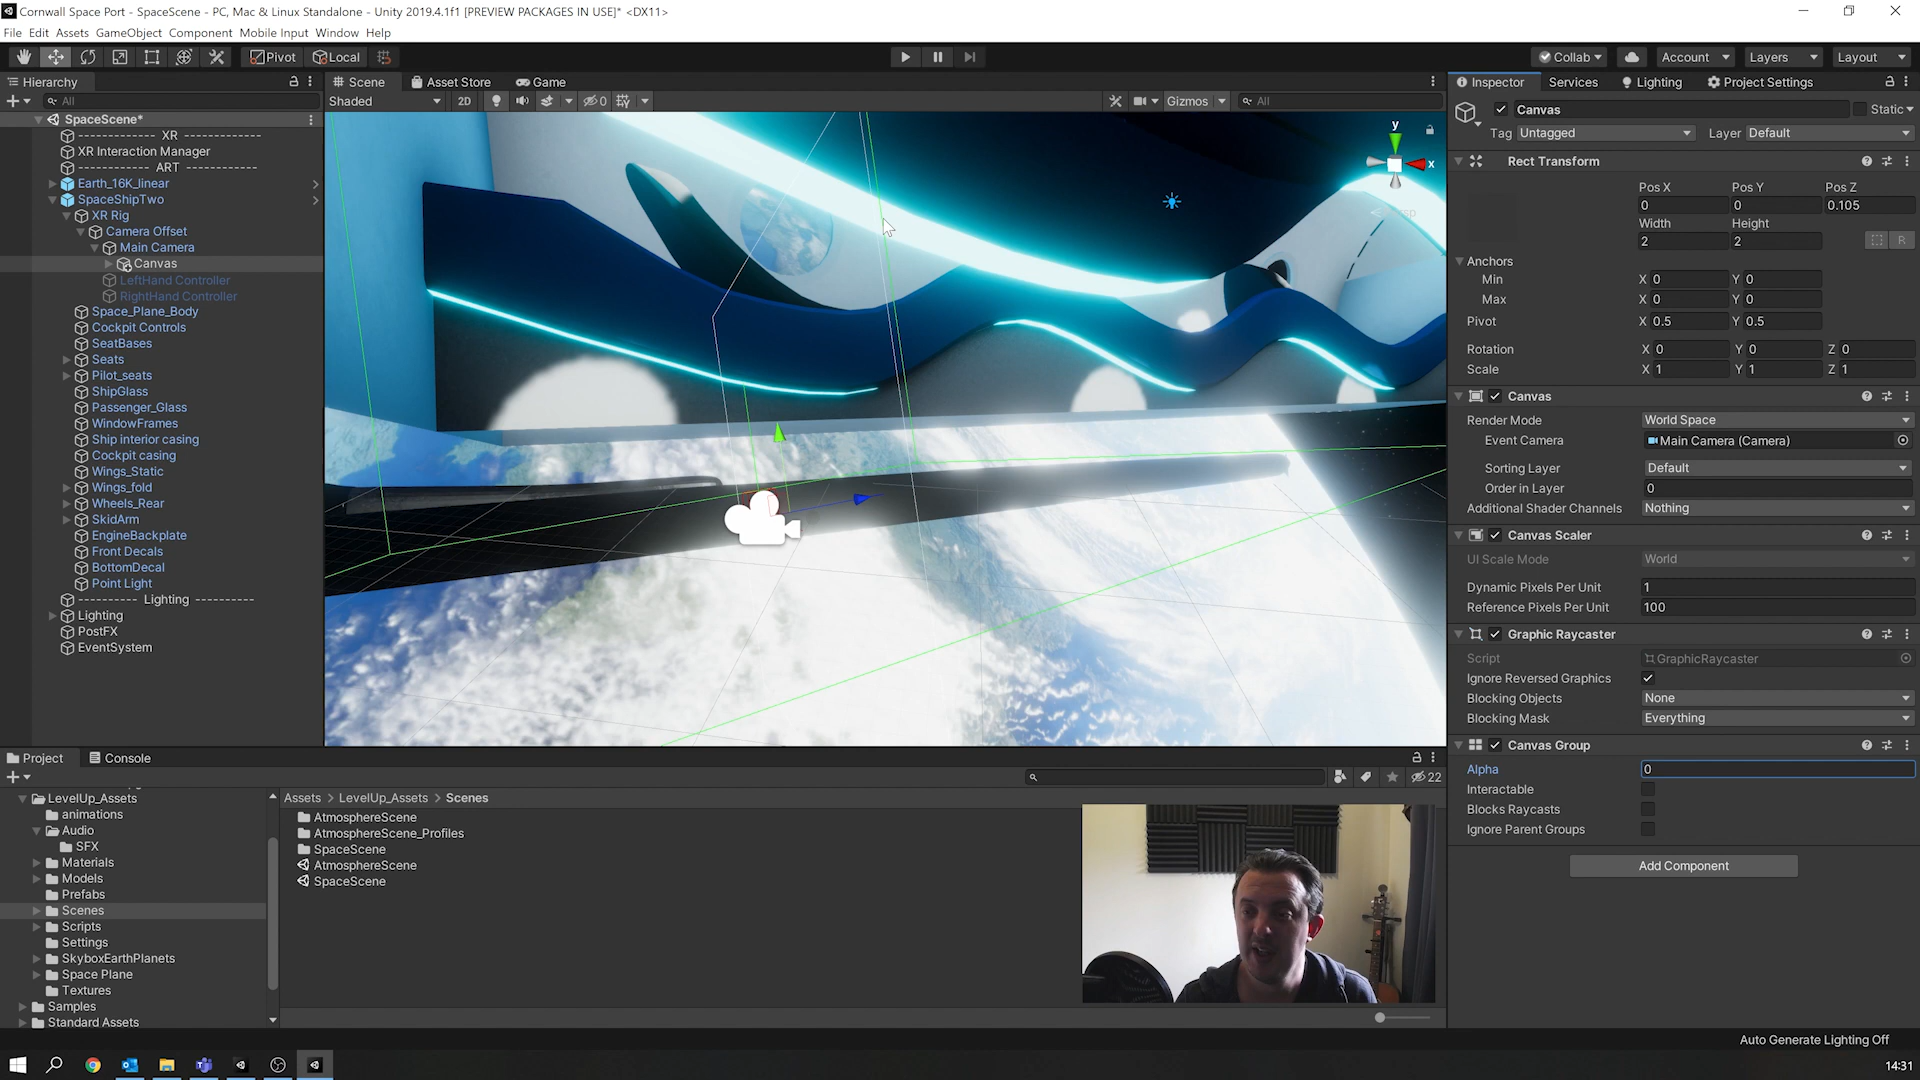 Cornwall Space Port - SpaceScene - PC, Mac & Linux Standalone - Unity 2019.4.1f1 [PREVIEW PACKAGES IN USE]* <DX11>
File Edit Assets GameObject Component Mobile Input Window Help
Pivot Local Collab Account Layers Layout
Hierarchy
All
SpaceScene*
------------ XR -------------
XR Interaction Manager
----------- ART ------------
Earth_16K_linear
SpaceShipTwo
XR Rig
Camera Offset
Main Camera
Canvas
LeftHand Controller
RightHand Controller
Space_Plane_Body
Cockpit Controls
SeatBases
Seats
Pilot_seats
ShipGlass
Passenger_Glass
WindowFrames
Ship interior casing
Cockpit casing
Wings_Static
Wings_fold
Wheels_Rear
SkidArm
EngineBackplate
Front Decals
BottomDecal
Point Light
---------- Lighting ----------
Lighting
PostFX
EventSystem
Scene Asset Store Game
Shaded 2D 0 Gizmos All
y
x
Inspector Services Lighting Project Settings
Canvas Static
Tag Untagged Layer Default
Rect Transform
Pos X Pos Y Pos Z
0 0 0.105
Width Height
2 2 R
Anchors
Min X 0 Y 0
Max X 0 Y 0
Pivot X 0.5 Y 0.5
Rotation X 0 Y 0 Z 0
Scale X 1 Y 1 Z 1
Canvas
Render Mode World Space
Event Camera Main Camera (Camera)
Sorting Layer Default
Order in Layer 0
Additional Shader Channels Nothing
Canvas Scaler
UI Scale Mode World
Dynamic Pixels Per Unit 1
Reference Pixels Per Unit 100
Graphic Raycaster
Script GraphicRaycaster
Ignore Reversed Graphics
Blocking Objects None
Blocking Mask Everything
Canvas Group
Alpha 0
Interactable
Blocks Raycasts
Ignore Parent Groups
Add Component
Project Console
22
LevelUp_Assets
animations
Audio
SFX
Materials
Models
Prefabs
Scenes
Scripts
Settings
SkyboxEarthPlanets
Space Plane
Textures
Samples
Standard Assets
Assets > LevelUp_Assets > Scenes
AtmosphereScene
AtmosphereScene_Profiles
SpaceScene
AtmosphereScene
SpaceScene
Auto Generate Lighting Off
14:31